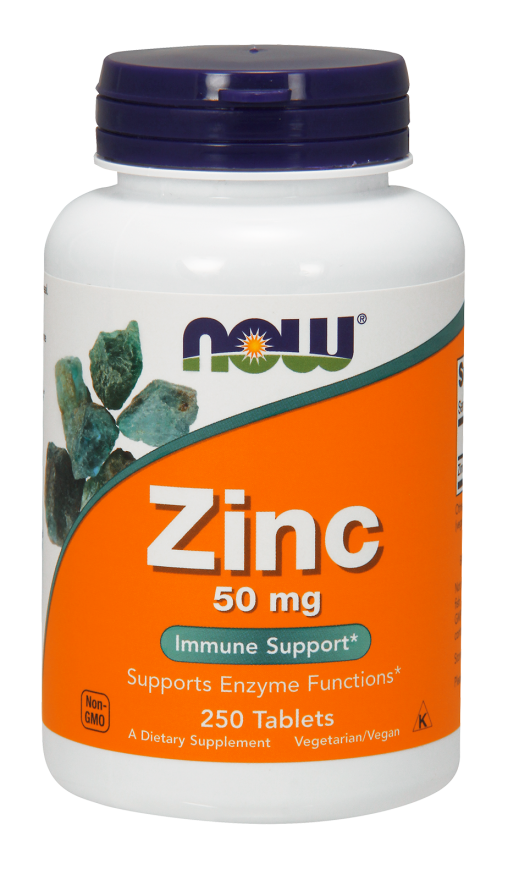 NOW®
Zinc
50 mg
Immune Support*
Supports Enzyme Functions*
250 Tablets
A Dietary Supplement Vegetarian/Vegan
Non-
GMO
K